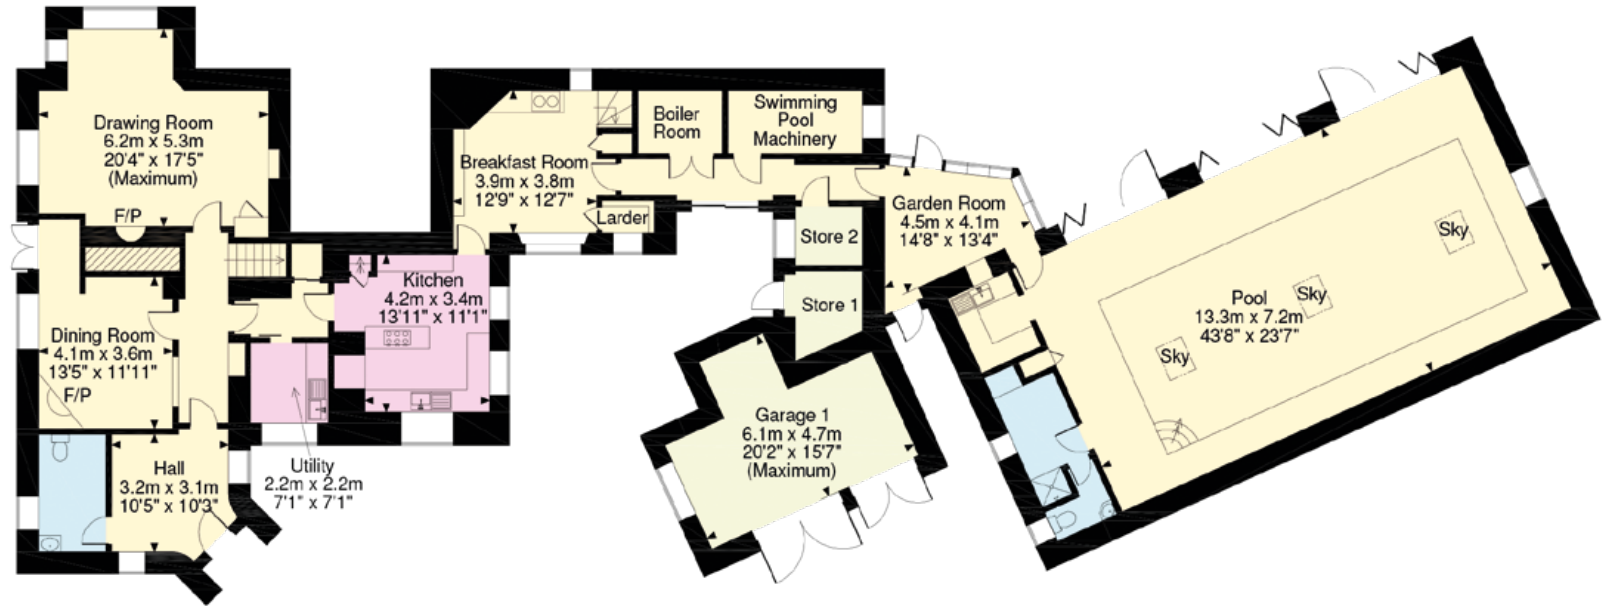 Drawing Room
6.2m x 5.3m
20'4" x 17'5"
(Maximum)
F/P
Dining Room
4.1m x 3.6m
13'5" x 11'11"
F/P
Hall
3.2m x 3.1m
10'5" x 10'3"
Utility
2.2m x 2.2m
7'1" x 7'1"
Kitchen
4.2m x 3.4m
13'11" x 11'1"
Breakfast Room
3.9m x 3.8m
12'9" x 12'7"
Larder
Boiler
Room
Swimming
Pool
Machinery
Store 2
Store 1
Garden Room
4.5m x 4.1m
14'8" x 13'4"
Garage 1
6.1m x 4.7m
20'2" x 15'7"
(Maximum)
Pool
13.3m x 7.2m
43'8" x 23'7"
Sky
Sky
Sky